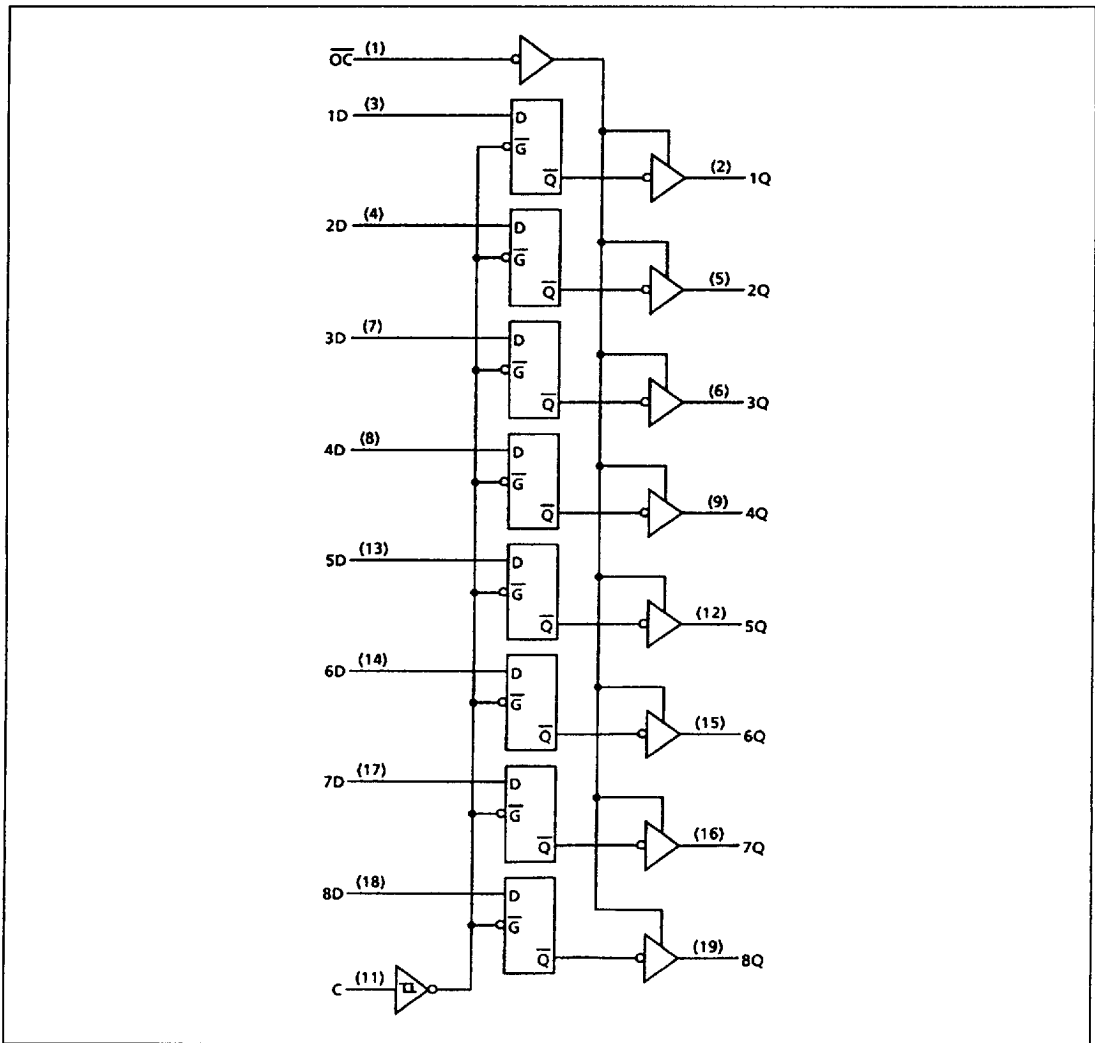 O̅C̅ (1)
1D (3) D
G̅
Q̅ (2) 1Q
2D (4) D
G̅
Q̅ (5) 2Q
3D (7) D
G̅
Q̅ (6) 3Q
4D (8) D
G̅
Q̅ (9) 4Q
5D (13) D
G̅
Q̅ (12) 5Q
6D (14) D
G̅
Q̅ (15) 6Q
7D (17) D
G̅
Q̅ (16) 7Q
8D (18) D
G̅
Q̅ (19) 8Q
C (11)